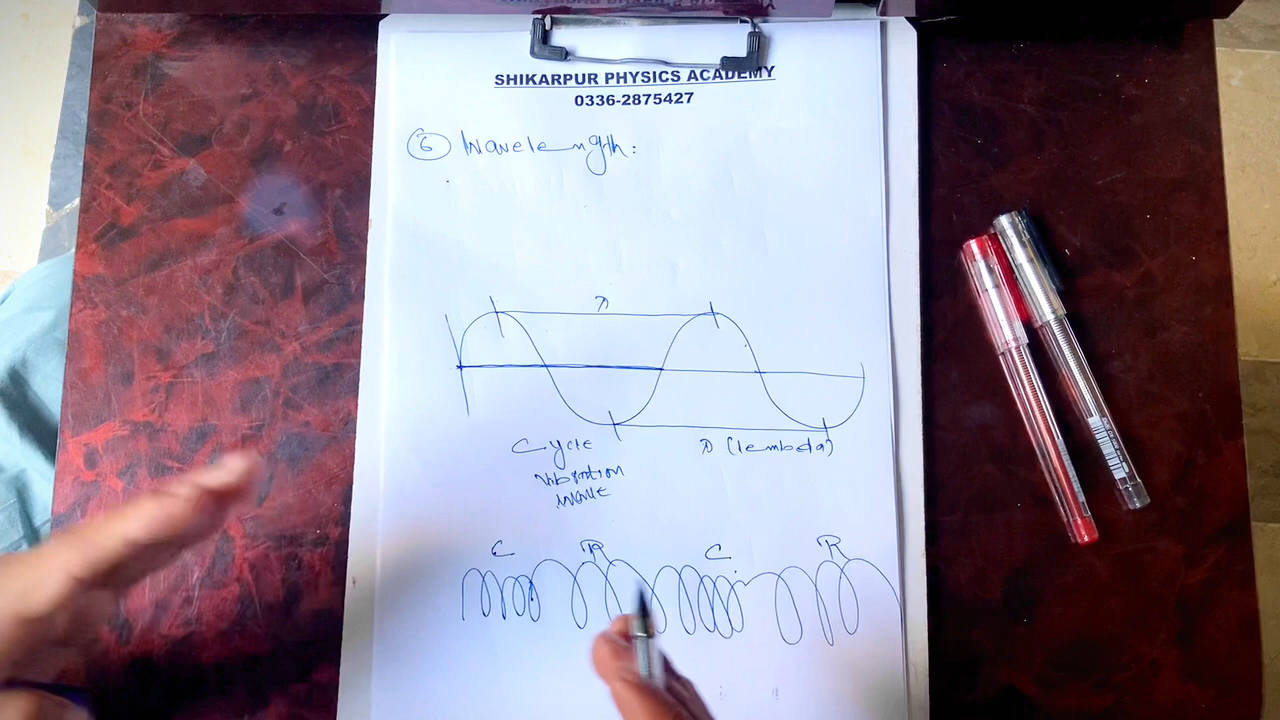 SHIKARPUR PHYSICS ACADEMY
0336-2875427
6 Wavelength:
λ
Cycle
λ (lembda)
vibration
wave
C R C R